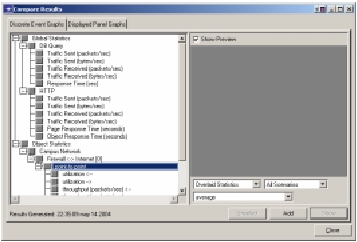 Compare Results
Discrete Event Graphs Displayed Panel Graphs
Global Statistics
DB Query
Traffic Sent (packets/sec)
Traffic Sent (bytes/sec)
Traffic Received (packets/sec)
Traffic Received (bytes/sec)
Response Time (sec)
HTTP
Traffic Sent (packets/sec)
Traffic Sent (bytes/sec)
Traffic Received (packets/sec)
Traffic Received (bytes/sec)
Page Response Time (seconds)
Object Response Time (seconds)
Object Statistics
Campus Network
Firewall <-> Internet [0]
point-to-point
utilization <--
utilization -->
throughput (packets/sec) <--
Show Preview
Overlaid Statistics
All Scenarios
average
Results Generated: 22:39:09 may 14 2004
Unselect
Add
Show
Close